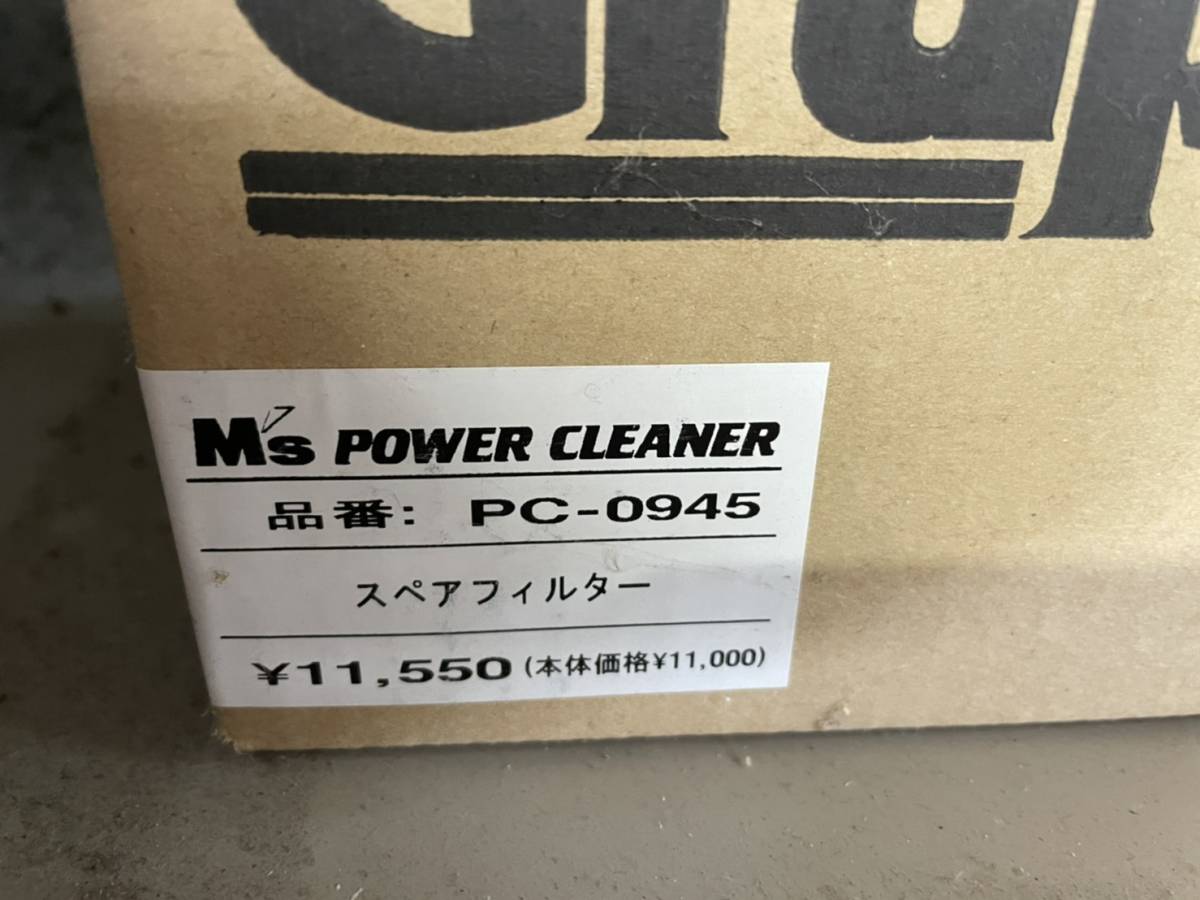 M's POWER CLEANER
品番: PC-0945
スペアフィルター
¥11,550 (本体価格¥11,000)